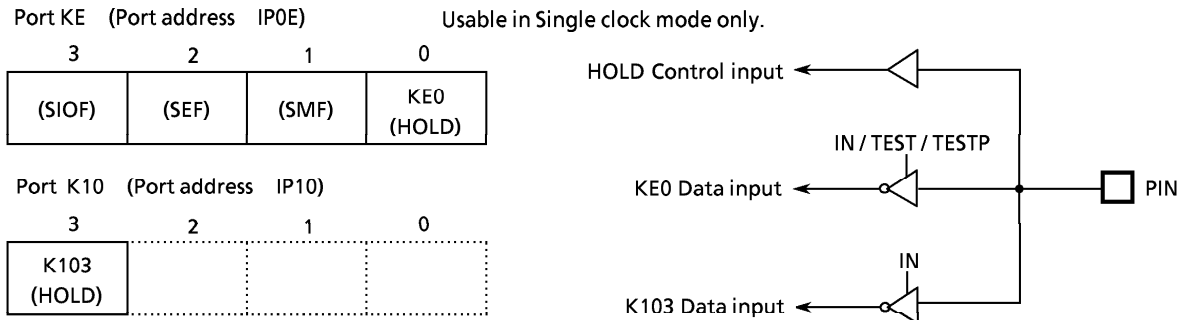 Port KE (Port address IP0E) Usable in Single clock mode only.
3 2 1 0
(SIOF) (SEF) (SMF) KE0
(HOLD)
Port K10 (Port address IP10)
3 2 1 0
K103
(HOLD)
HOLD Control input
IN / TEST / TESTP
KE0 Data input
PIN
IN
K103 Data input